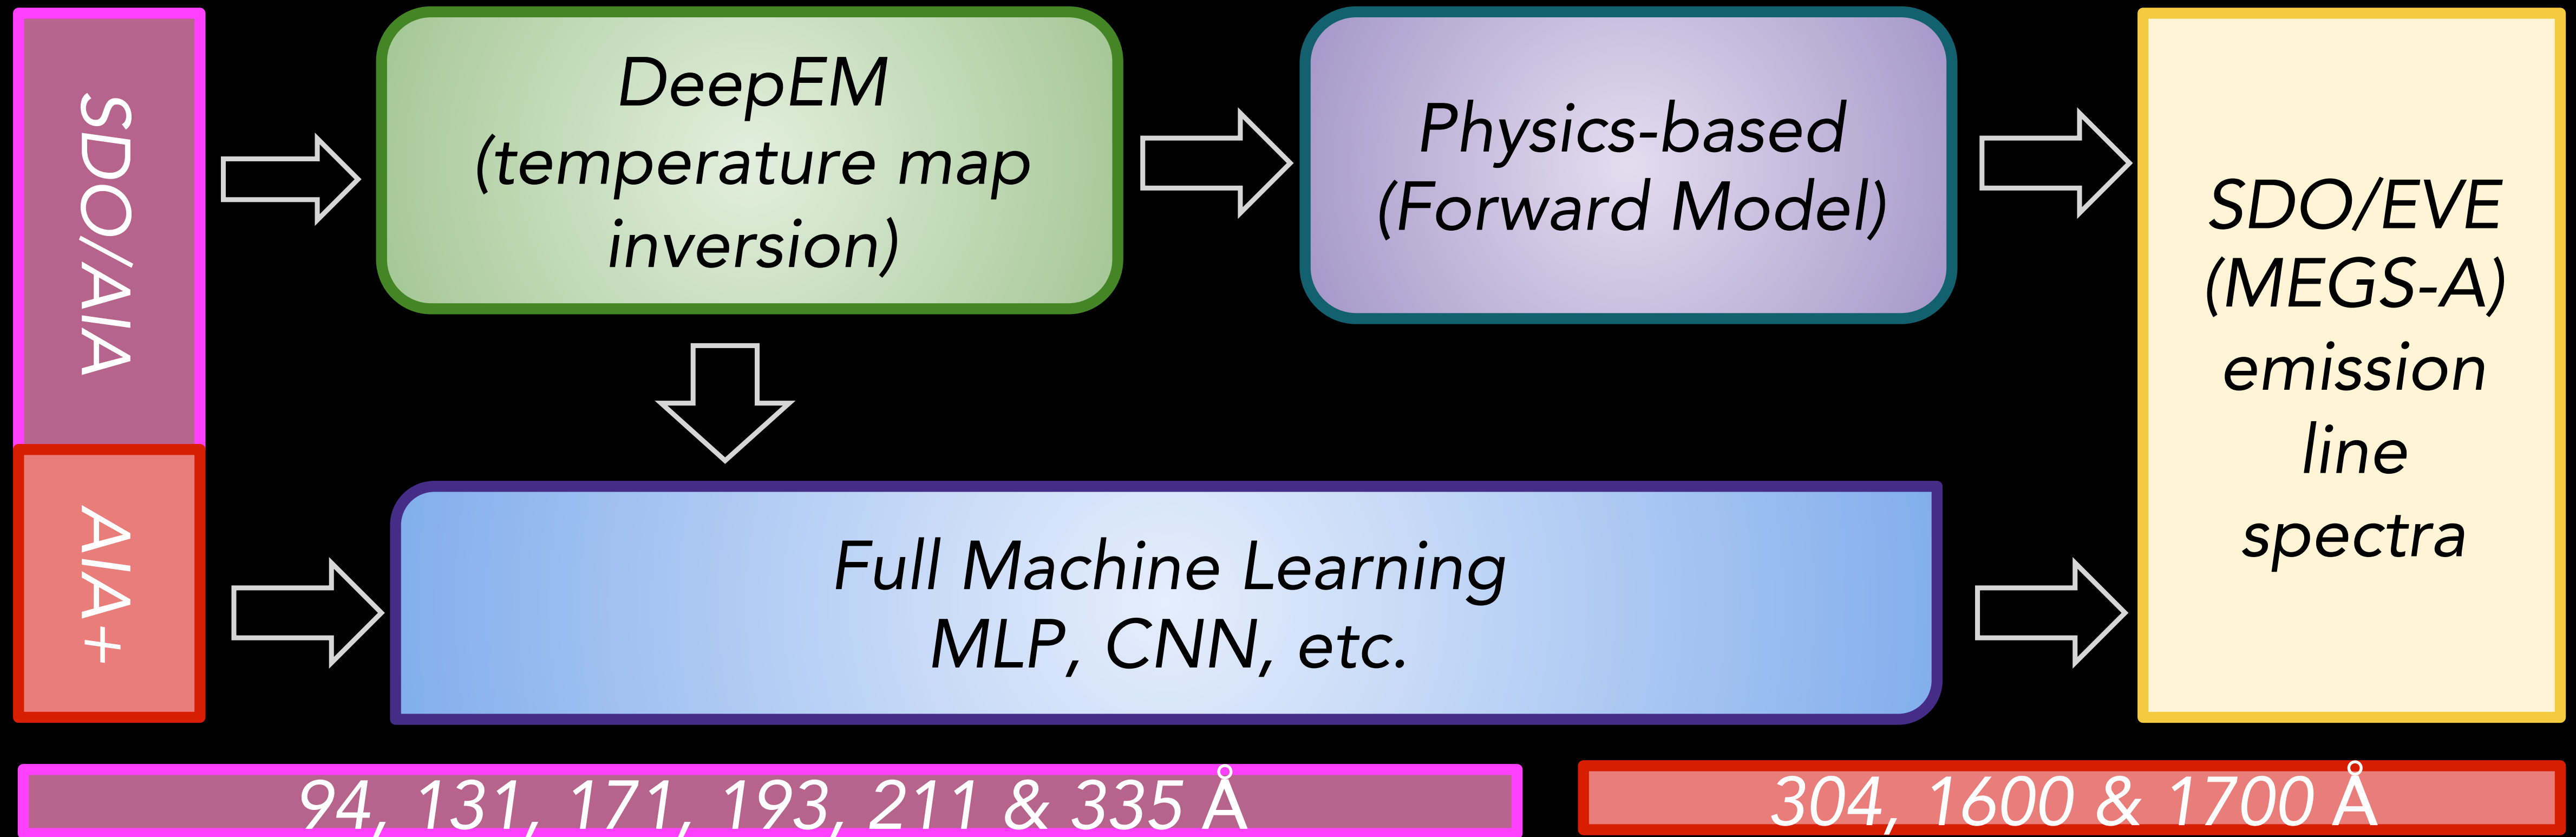 SDO/AIA
DeepEM
(temperature map
inversion)
Physics-based
(Forward Model)
SDO/EVE
(MEGS-A)
emission
line
spectra
AIA+
Full Machine Learning
MLP, CNN, etc.
94, 131, 171, 193, 211 & 335 Å
304, 1600 & 1700 Å